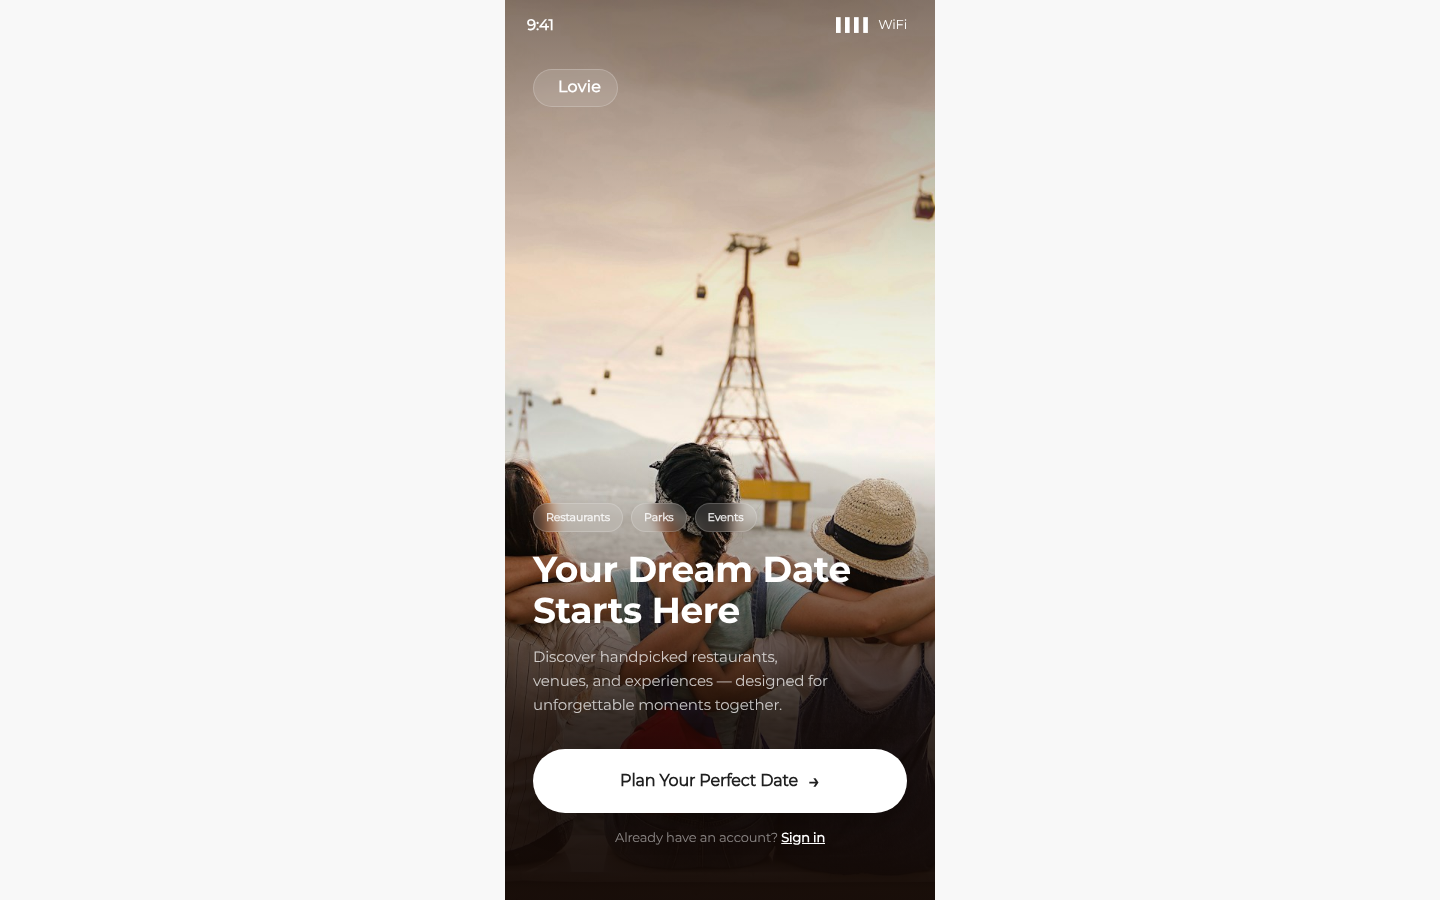 9:41
WiFi
Lovie
Restaurants
Parks
Events
Your Dream Date
Starts Here
Discover handpicked restaurants,
venues, and experiences — designed for
unforgettable moments together.
Plan Your Perfect Date →
Already have an account? Sign in